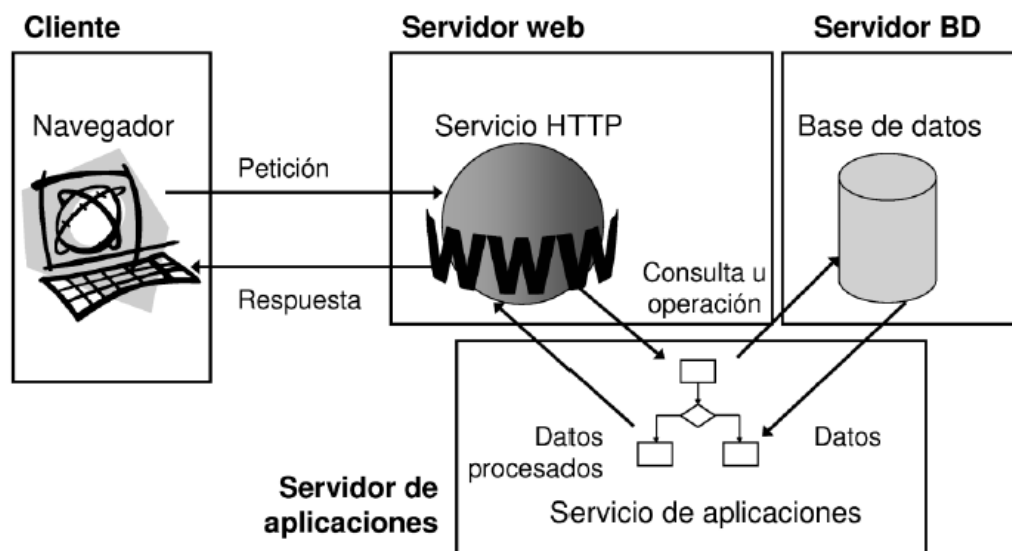 Cliente
Servidor web
Servidor BD
Navegador
Servicio HTTP
Base de datos
Petición
WWW
Respuesta
Consulta u
operación
Datos
procesados
Datos
Servidor de
aplicaciones
Servicio de aplicaciones